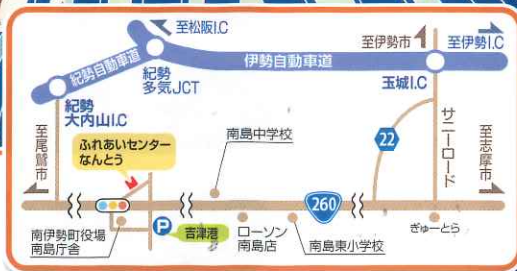 至松阪I.C
至伊勢市
至伊勢I.C
紀勢自動車道
伊勢自動車道
紀勢
多気JCT
玉城I.C
紀勢
大内山I.C
至尾鷲市
ふれあいセンター
なんとう
南島中学校
22
サニーロード
至志摩市
260
南伊勢町役場
南島庁舎
P
吉津港
ローソン
南島店
南島東小学校
ぎゅーとら